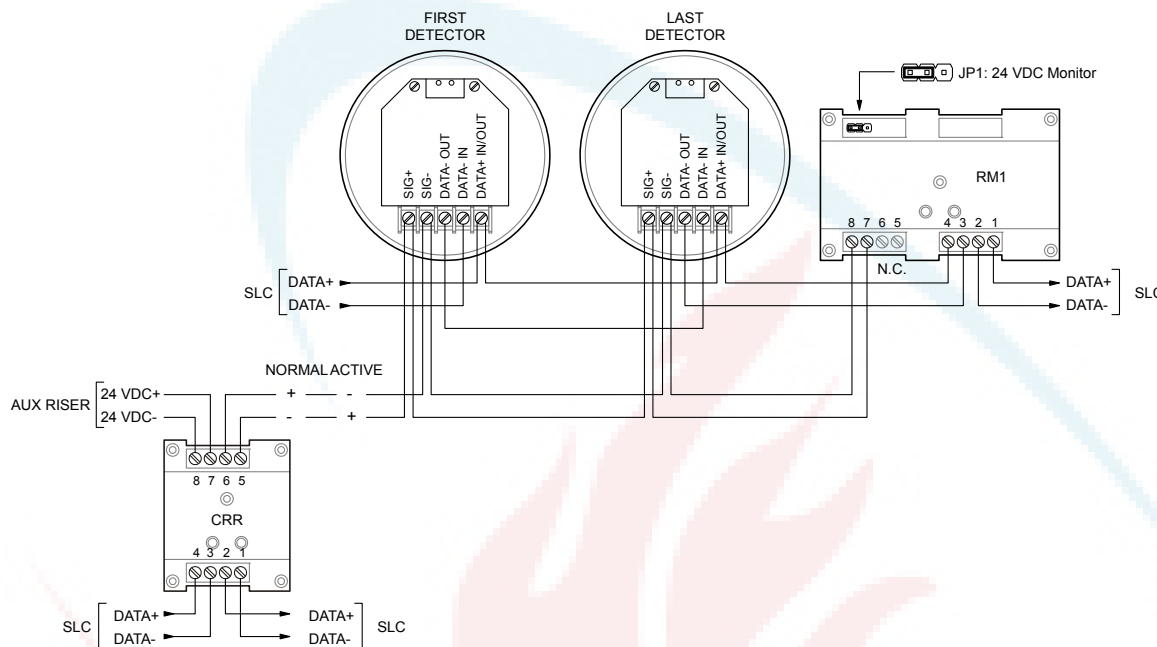 FIRST
DETECTOR
LAST
DETECTOR
JP1: 24 VDC Monitor
SIG+
SIG-
DATA- OUT
DATA- IN
DATA+ IN/OUT
SIG+
SIG-
DATA- OUT
DATA- IN
DATA+ IN/OUT
RM1
8 7 6 5
4 3 2 1
N.C.
SLC
DATA+
DATA-
DATA+
DATA-
SLC
NORMAL ACTIVE
AUX RISER
24 VDC+
24 VDC-
+ -
- +
8 7 6 5
CRR
4 3 2 1
SLC
DATA+
DATA-
DATA+
DATA-
SLC